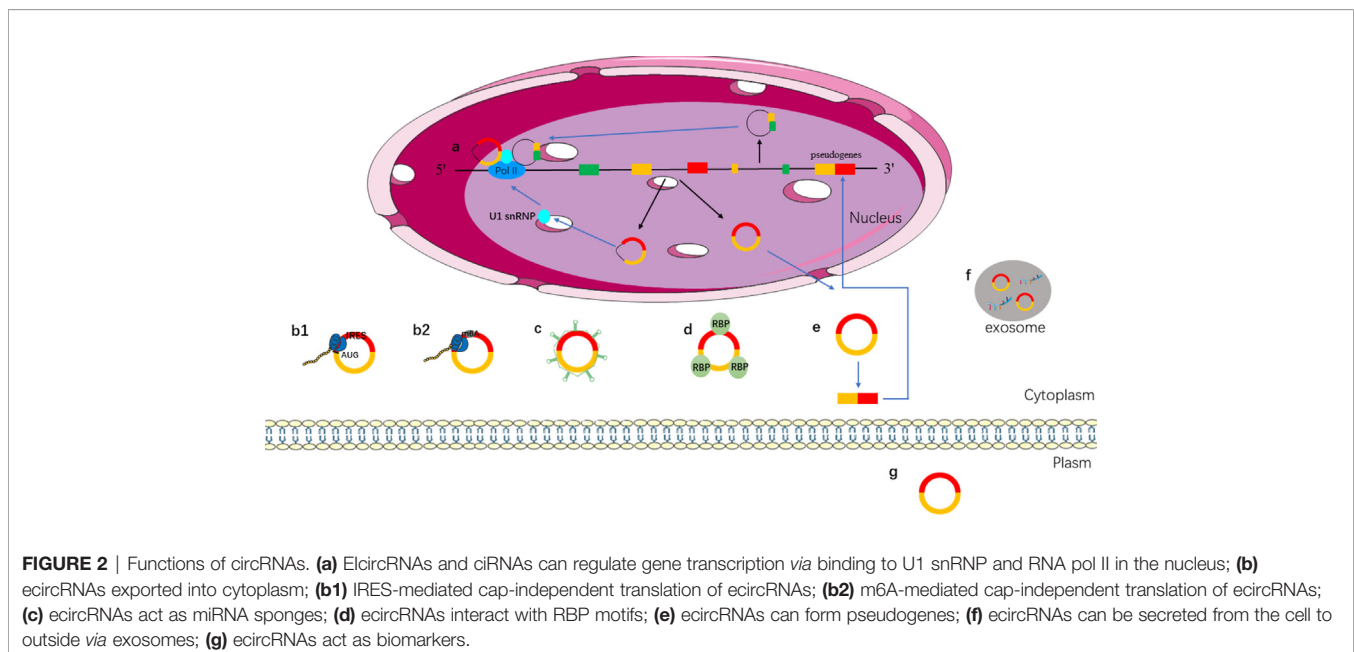 a
5'
Pol II
pseudogenes
3'
U1 snRNP
Nucleus
f
exosome
b1
IRES
AUG
b2
m6A
c
d
RBP
RBP
RBP
e
Cytoplasm
Plasm
g
FIGURE 2 | Functions of circRNAs. (a) ElcircRNAs and ciRNAs can regulate gene transcription via binding to U1 snRNP and RNA pol II in the nucleus; (b)
ecircRNAs exported into cytoplasm; (b1) IRES-mediated cap-independent translation of ecircRNAs; (b2) m6A-mediated cap-independent translation of ecircRNAs;
(c) ecircRNAs act as miRNA sponges; (d) ecircRNAs interact with RBP motifs; (e) ecircRNAs can form pseudogenes; (f) ecircRNAs can be secreted from the cell to
outside via exosomes; (g) ecircRNAs act as biomarkers.